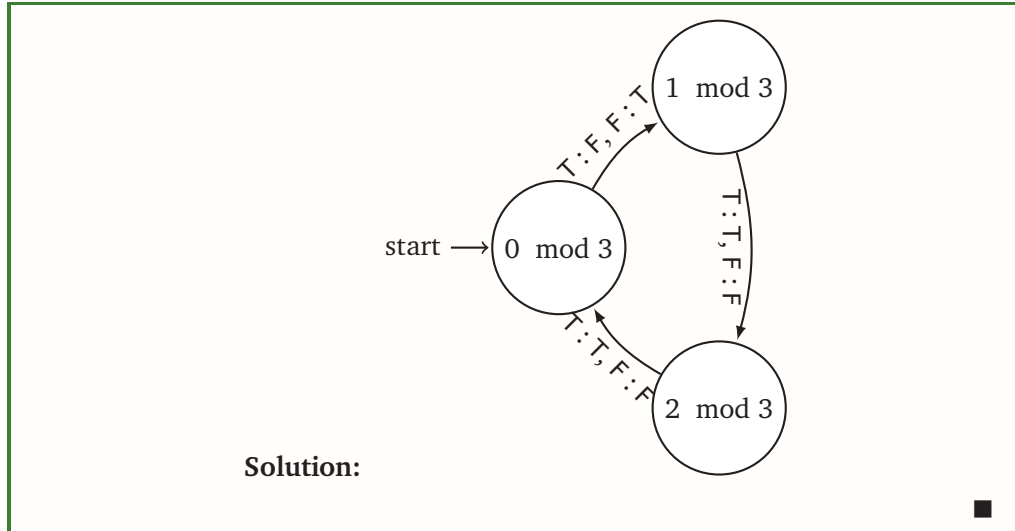 1 mod 3
T : F, F : T
start
0 mod 3
T : T, F : F
T : T, F : F
2 mod 3
Solution: